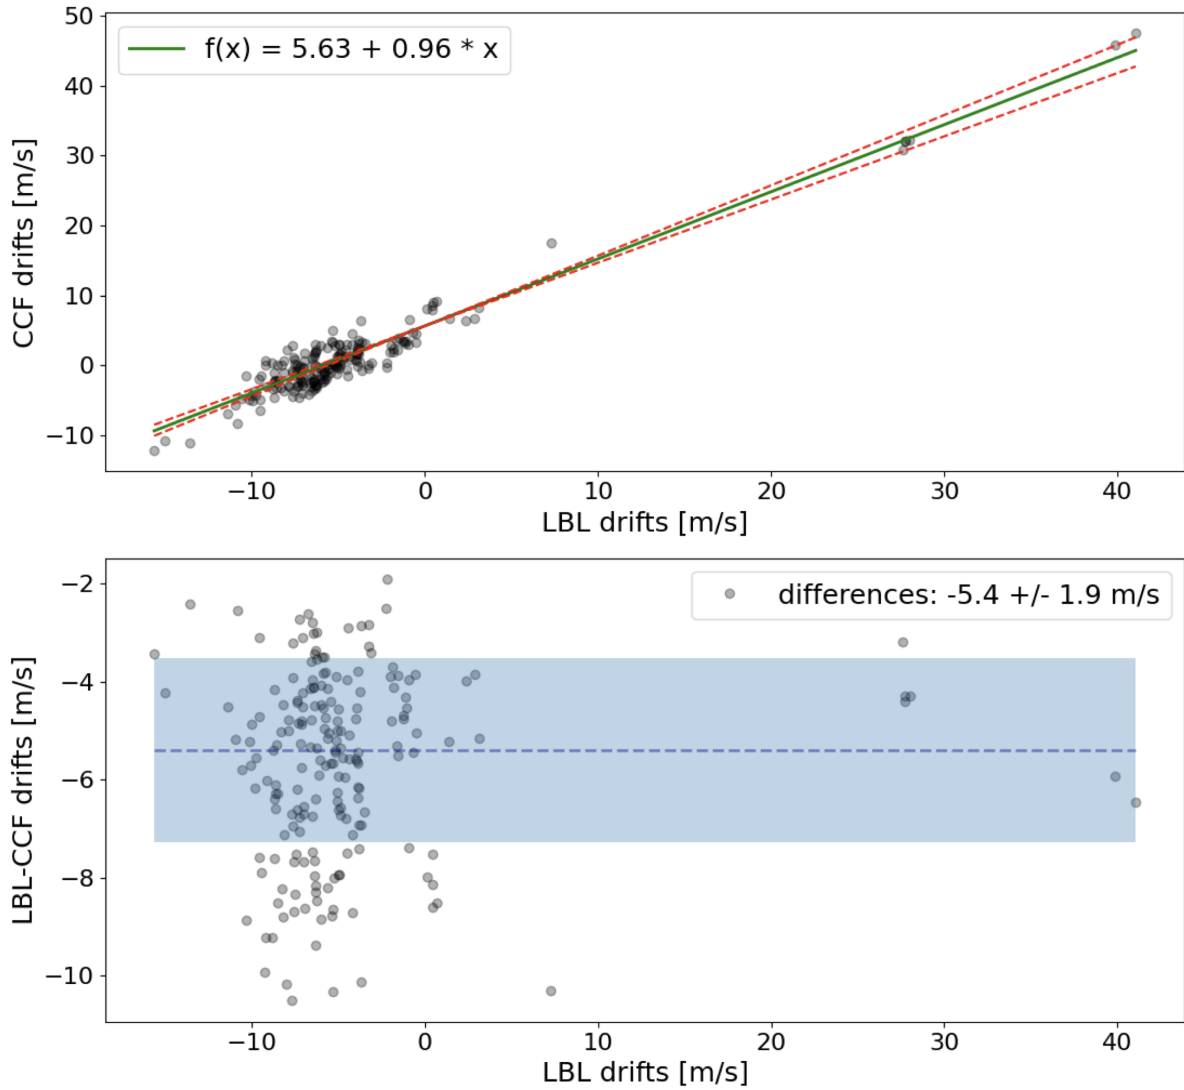 50
40
30
20
10
0
−10
CCF drifts [m/s]
f(x) = 5.63 + 0.96 * x
−10 0 10 20 30 40
LBL drifts [m/s]
−2
−4
−6
−8
−10
LBL-CCF drifts [m/s]
differences: -5.4 +/- 1.9 m/s
−10 0 10 20 30 40
LBL drifts [m/s]